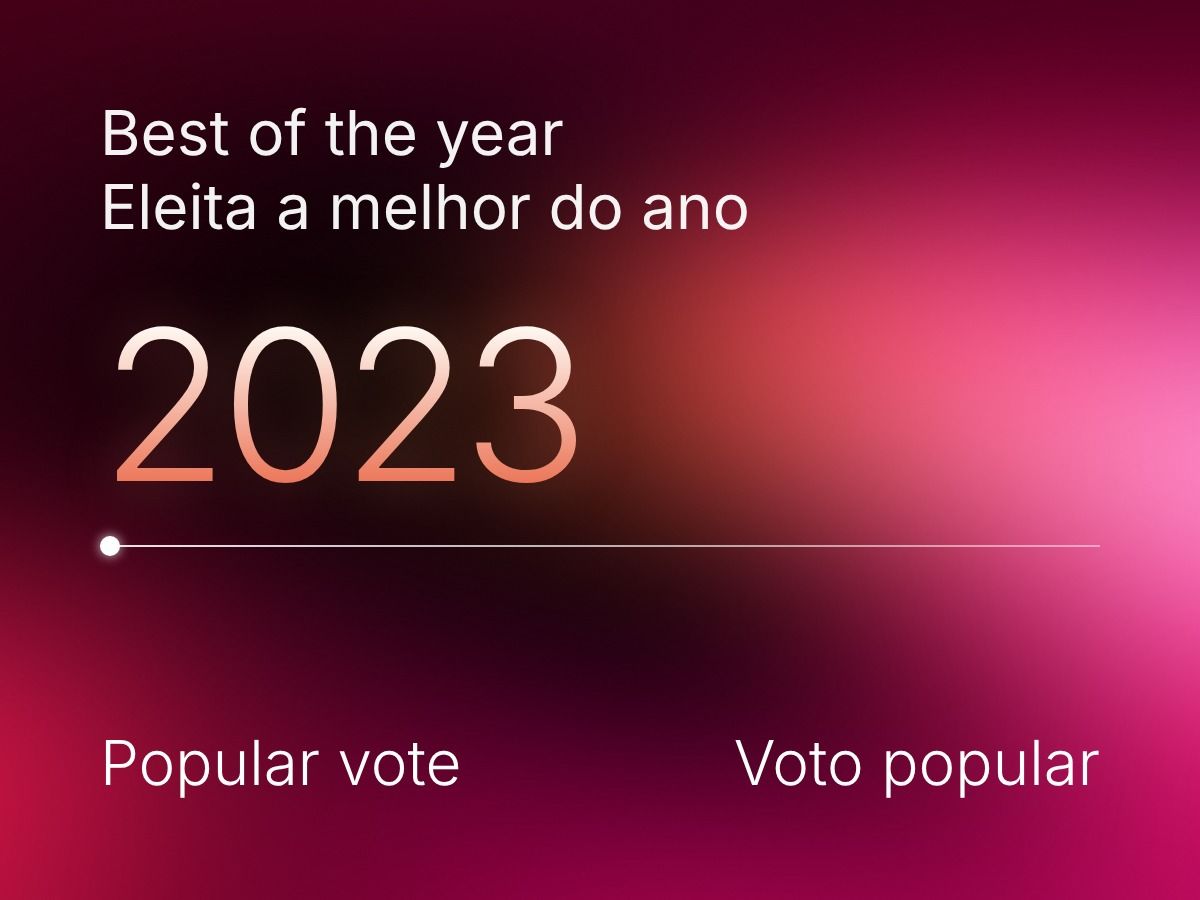 Best of the year
Eleita a melhor do ano
2023
Popular vote
Voto popular